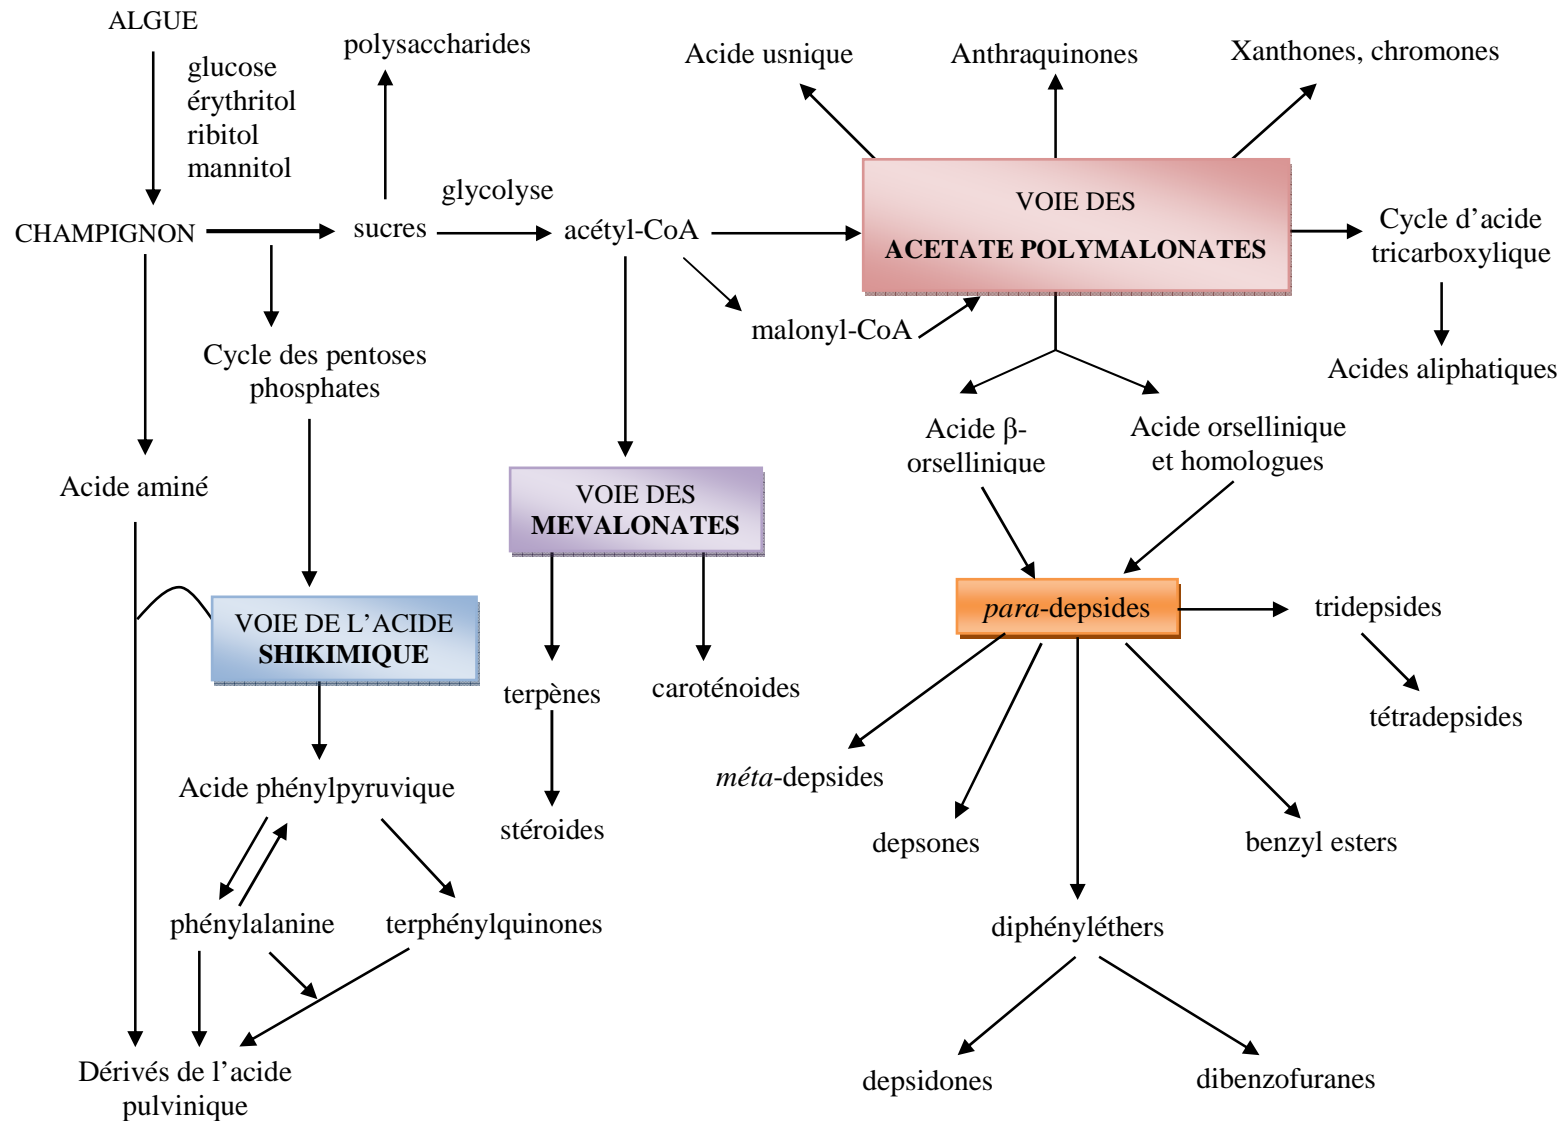 ALGUE
glucose
érythritol
ribitol
mannitol
polysaccharides
Acide usnique
Anthraquinones
Xanthones, chromones
CHAMPIGNON
sucres
glycolyse
acétyl-CoA
VOIE DES
ACETATE POLYMALONATES
Cycle d’acide
tricarboxylique
malonyl-CoA
Acides aliphatiques
Cycle des pentoses
phosphates
Acide β-
orsellinique
Acide orsellinique
et homologues
Acide aminé
VOIE DES
MEVALONATES
VOIE DE L’ACIDE
SHIKIMIQUE
para-depsides
tridepsides
terpènes
caroténoides
tétradepsides
Acide phénylpyruvique
méta-depsides
stéroides
depsones
benzyl esters
phénylalanine
terphénylquinones
diphényléthers
Dérivés de l’acide
pulvinique
depsidones
dibenzofuranes